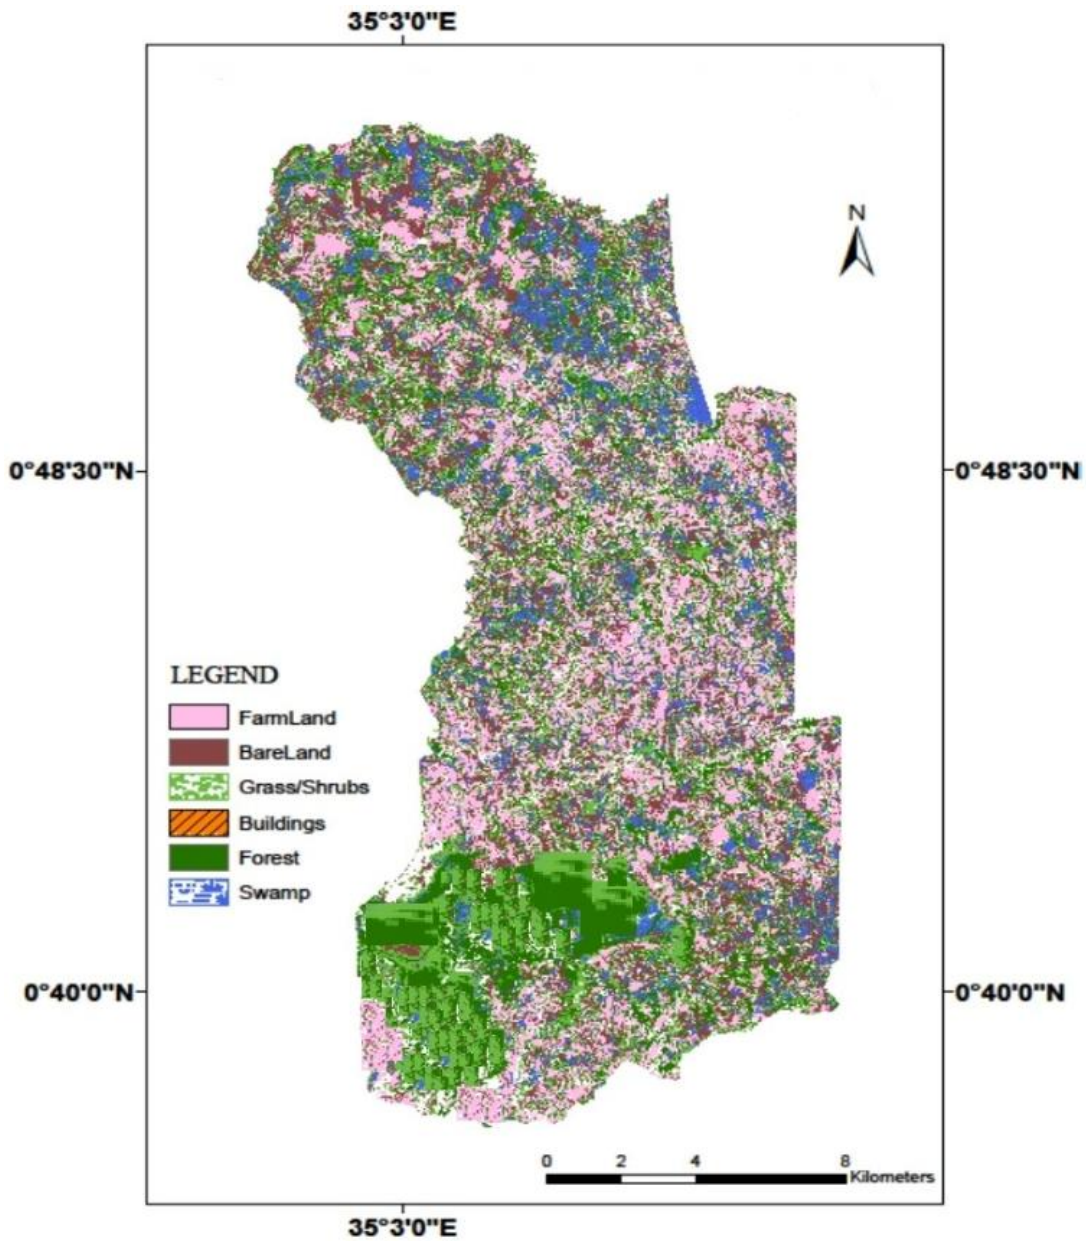 35°3'0"E
N
0°48'30"N
0°48'30"N
LEGEND
FarmLand
BareLand
Grass/Shrubs
Buildings
Forest
Swamp
0°40'0"N
0°40'0"N
0 2 4 8
Kilometers
35°3'0"E